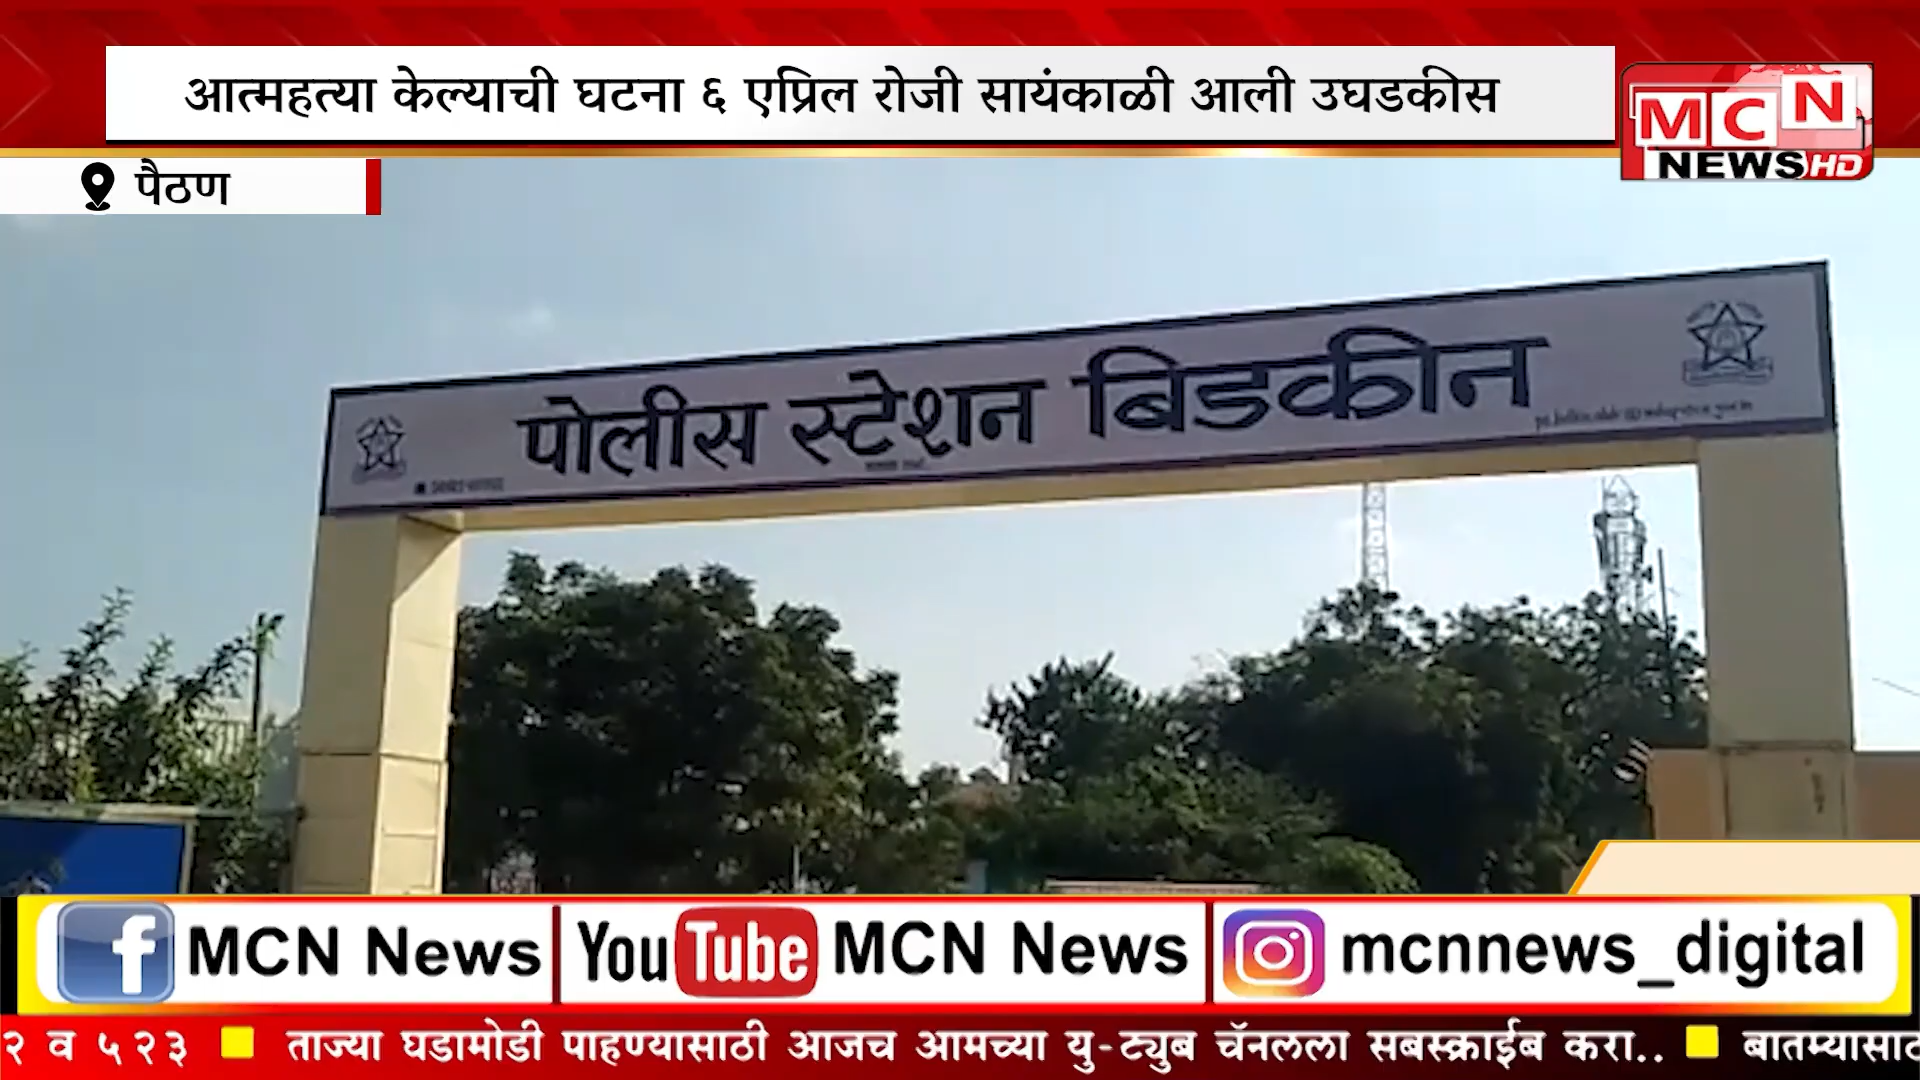 आत्महत्या केल्याची घटना ६ एप्रिल रोजी सायंकाळी आली उघडकीस
MCN
NEWS HD
पैठण
पोलीस स्टेशन बिडकीन
f MCN News
YouTube MCN News
mcnnews_digital
२ व ५२३ ताज्या घडामोडी पाहण्यासाठी आजच आमच्या यु-ट्युब चॅनलला सबस्क्राईब करा..